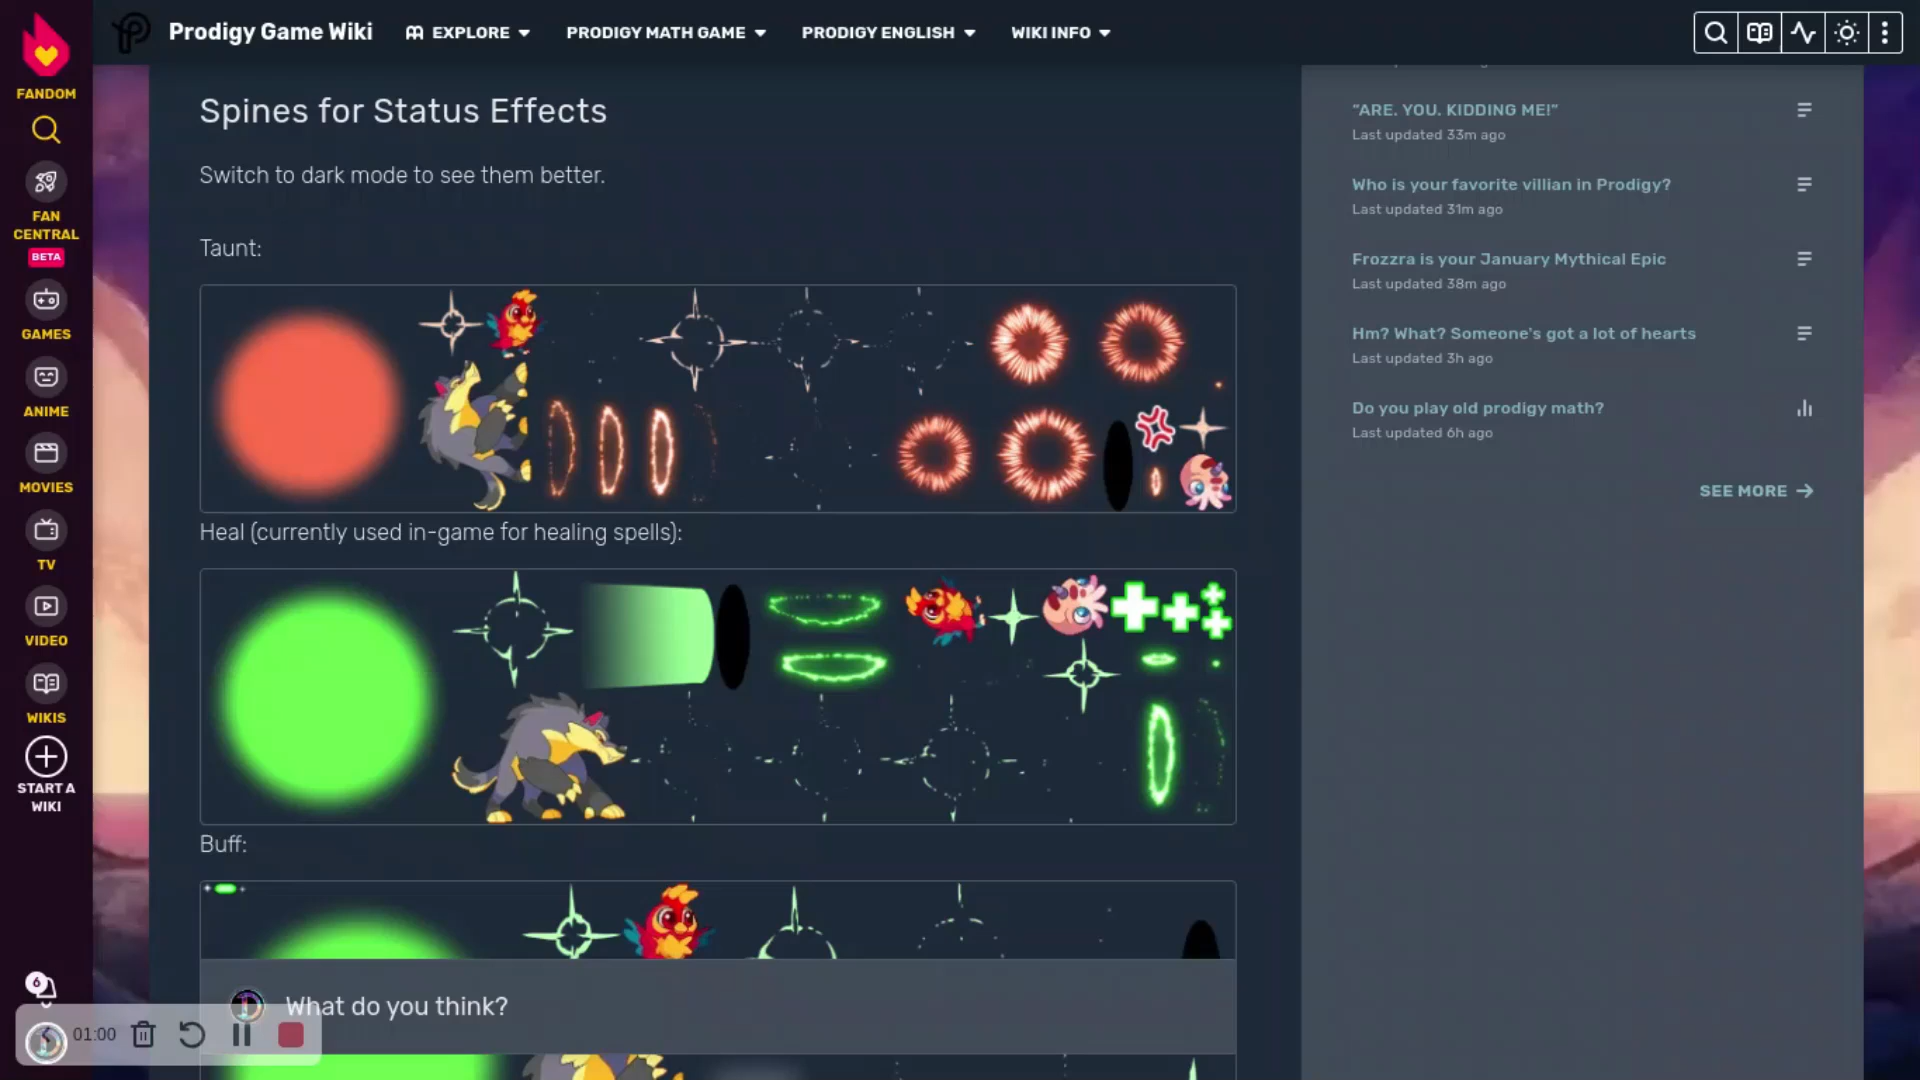 Prodigy Game Wiki
EXPLORE
PRODIGY MATH GAME
PRODIGY ENGLISH
WIKI INFO
FANDOM
FAN
CENTRAL
BETA
GAMES
ANIME
MOVIES
TV
VIDEO
WIKIS
START A
WIKI
6
01:00
Spines for Status Effects
Switch to dark mode to see them better.
Taunt:
Heal (currently used in-game for healing spells):
Buff:
What do you think?
"ARE. YOU. KIDDING ME!"
Last updated 33m ago
Who is your favorite villian in Prodigy?
Last updated 31m ago
Frozzra is your January Mythical Epic
Last updated 38m ago
Hm? What? Someone's got a lot of hearts
Last updated 3h ago
Do you play old prodigy math?
Last updated 6h ago
SEE MORE